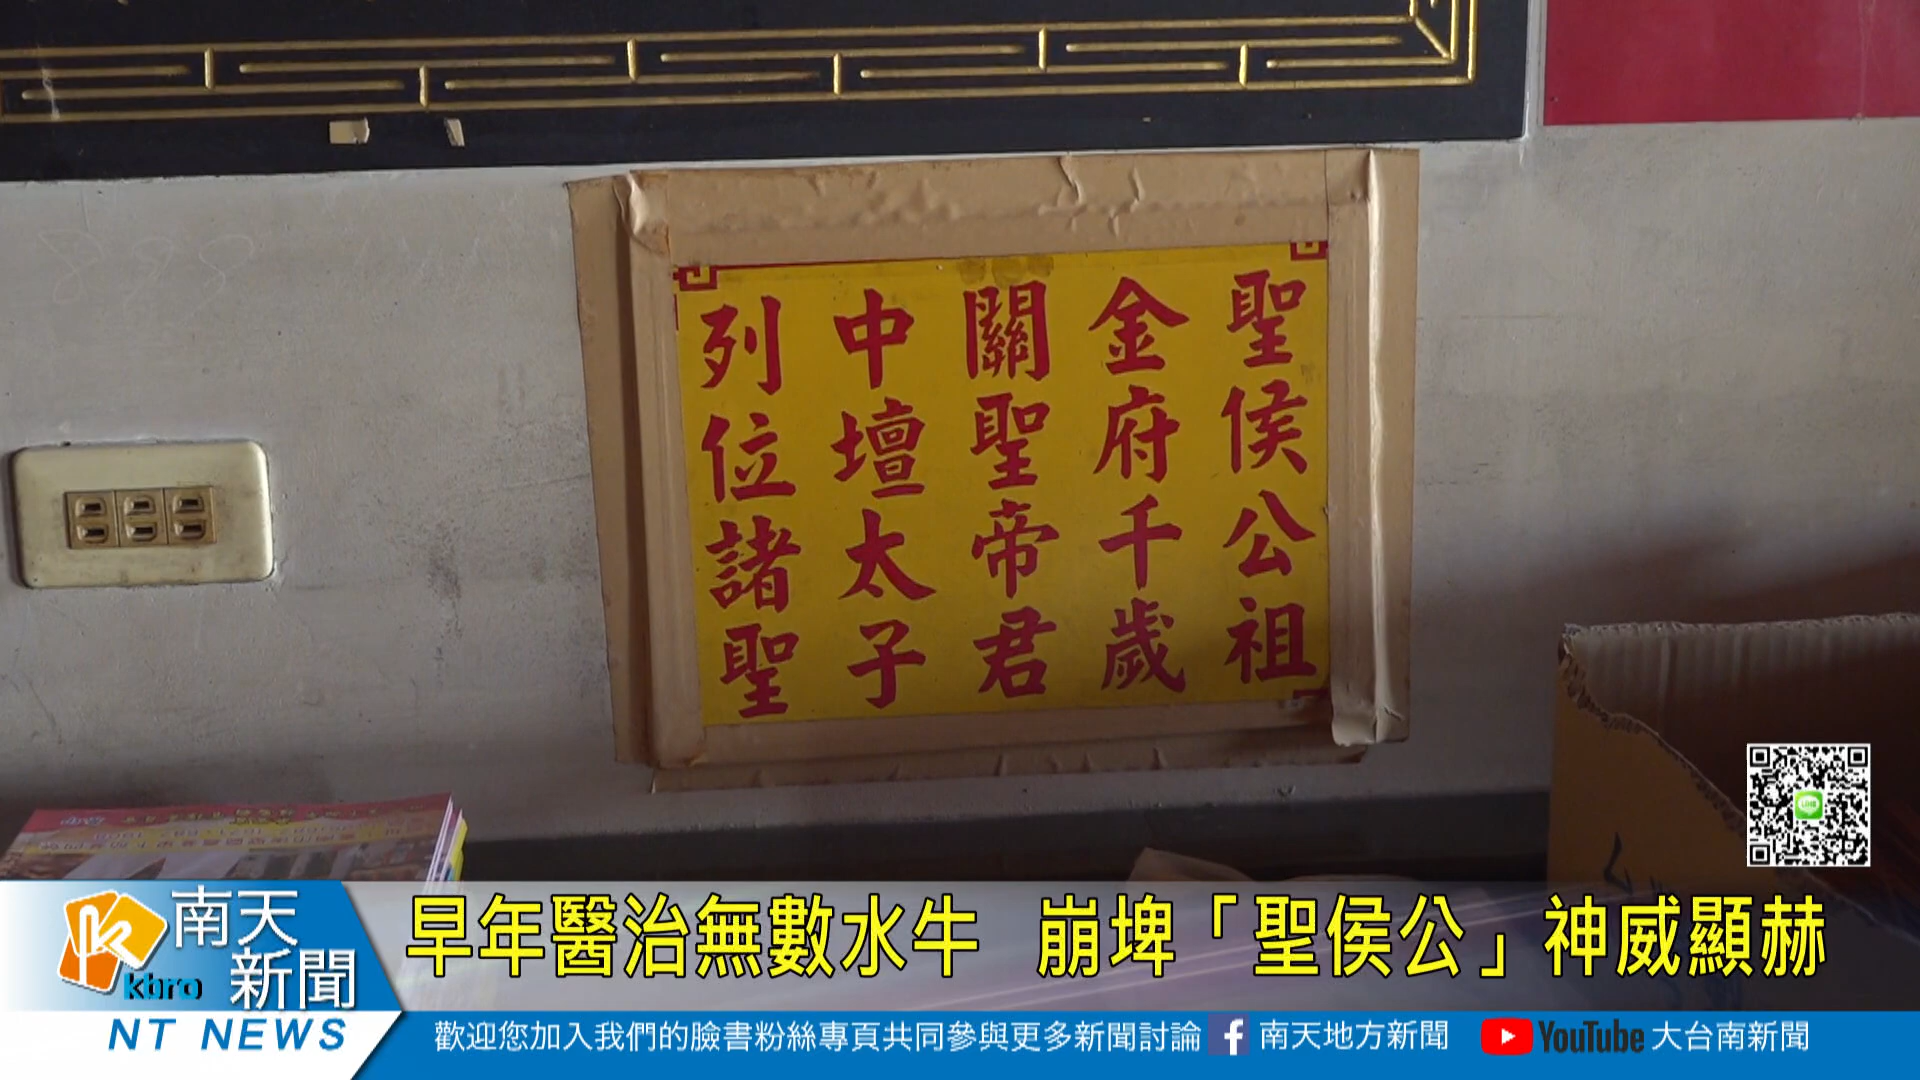 聖侯公祖
金府千歲
關聖帝君
中壇太子
列位諸聖
早年醫治無數水牛 崩埤「聖侯公」神威顯赫
南天
新聞
kbro
NT NEWS
歡迎您加入我們的臉書粉絲專頁共同參與更多新聞討論 南天地方新聞 YouTube 大台南新聞